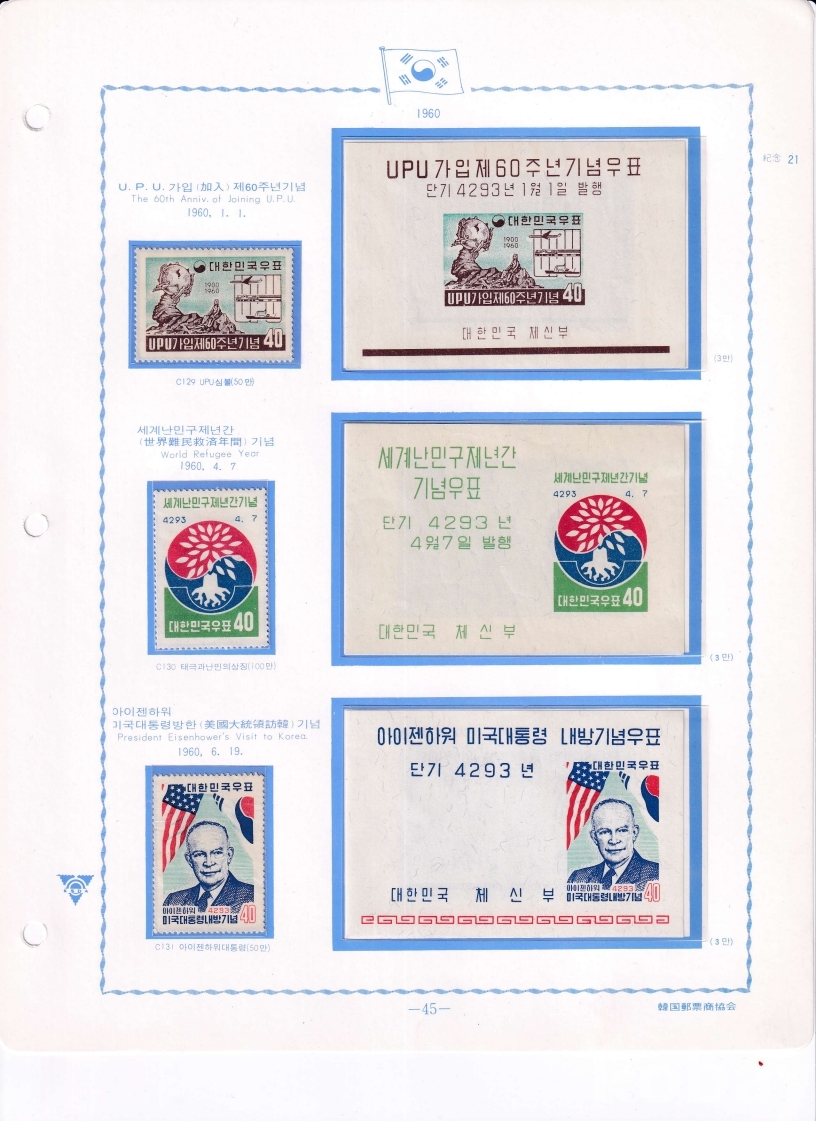 1960
紀念 21
U. P. U. 가입 (加入) 제60주년기념
The 60th Anniv. of Joining U.P.U.
1960. 1. 1.
대한민국우표
1900
1960
UPU가입제60주년기념 40
C129 UPU심볼(50만)
UPU가입제60주년기념우표
단기 4293년 1월 1일 발행
대한민국우표
1900
1960
UPU가입제60주년기념 40
대한민국 체신부
(3만)
세계난민구제년간
(世界難民救済年間) 기념
World Refugee Year
1960. 4. 7
세계난민구제년간기념
4293 4. 7
대한민국우표 40
C130 태극과난민의상징(100만)
세계난민구제년간
기념우표
단기 4293 년
4월7일 발행
대한민국 체신부
세계난민구제년간기념
4293 4. 7
대한민국우표 40
(3만)
아이젠하워
미국대통령방한 (美國大統領訪韓) 기념
President Eisenhower's Visit to Korea.
1960. 6. 19.
대한민국우표
아이젠하워 4293
미국대통령내방기념 40
C131 아이젠하워대통령(50만)
아이젠하워 미국대통령 내방기념우표
단기 4293 년
대한민국 체신부
대한민국우표
아이젠하워 4293
미국대통령내방기념 40
(3만)
—45—
韓国郵票商協会